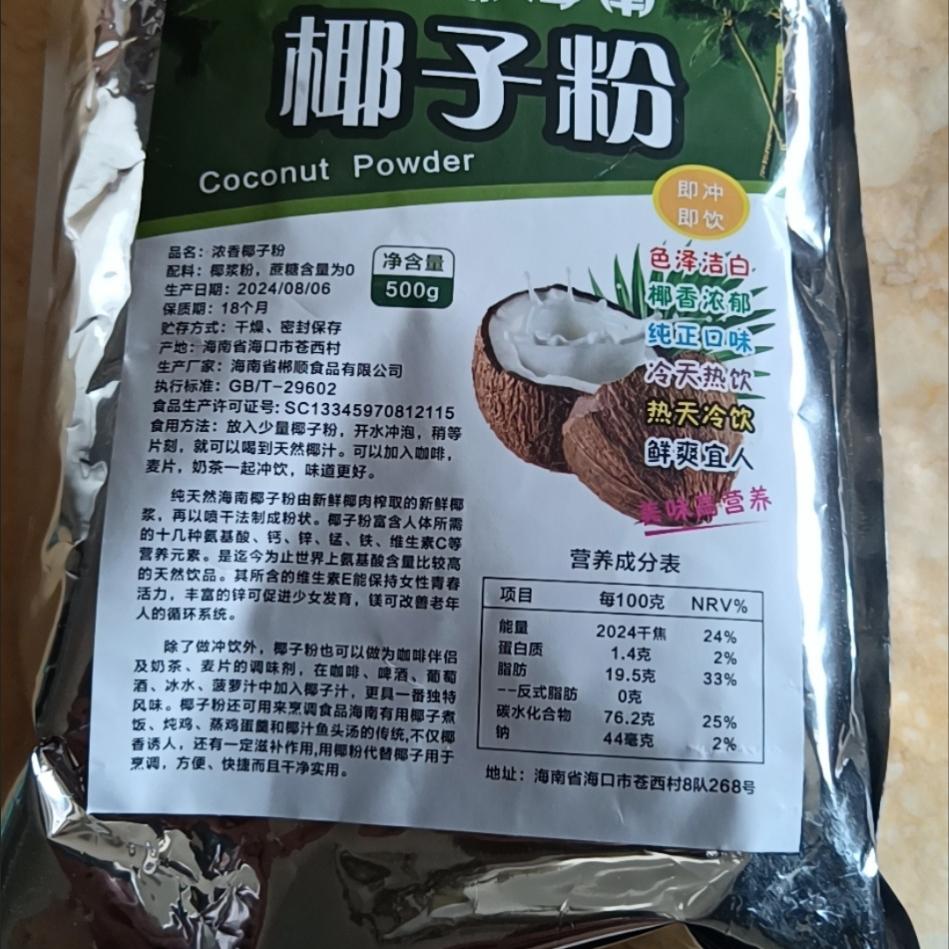 椰子粉
Coconut Powder
即冲
即饮
品名：浓香椰子粉
配料：椰浆粉，蔗糖含量为0
生产日期：2024/08/06
保质期：18个月
贮存方式：干燥、密封保存
产地：海南省海口市苍西村
生产厂家：海南省郴顺食品有限公司
执行标准：GB/T-29602
食品生产许可证号：SC13345970812115
食用方法：放入少量椰子粉，开水冲泡，稍等
片刻，就可以喝到天然椰汁。可以加入咖啡，
麦片，奶茶一起冲饮，味道更好。
净含量
500g
色泽洁白
椰香浓郁
纯正口味
冷天热饮
热天冷饮
鲜爽宜人
美味高营养
纯天然海南椰子粉由新鲜椰肉榨取的新鲜椰
浆，再以喷干法制成粉状。椰子粉富含人体所需
的十几种氨基酸、钙、锌、锰、铁、维生素C等
营养元素。是迄今为止世界上氨基酸含量比较高
的天然饮品。其所含的维生素E能保持女性青春
活力，丰富的锌可促进少女发育，镁可改善老年
人的循环系统。
除了做冲饮外，椰子粉也可以做为咖啡伴侣
及奶茶、麦片的调味剂，在咖啡、啤酒、葡萄
酒、冰水、菠萝汁中加入椰子汁，更具一番独特
风味。椰子粉还可用来烹调食品海南有用椰子煮
饭、炖鸡、蒸鸡蛋羹和椰汁鱼头汤的传统,不仅椰
香诱人，还有一定滋补作用,用椰粉代替椰子用于
烹调，方便、快捷而且干净实用。
营养成分表
项目 每100克 NRV%
能量 2024千焦 24%
蛋白质 1.4克 2%
脂肪 19.5克 33%
--反式脂肪 0克
碳水化合物 76.2克 25%
钠 44毫克 2%
地址：海南省海口市苍西村8队268号